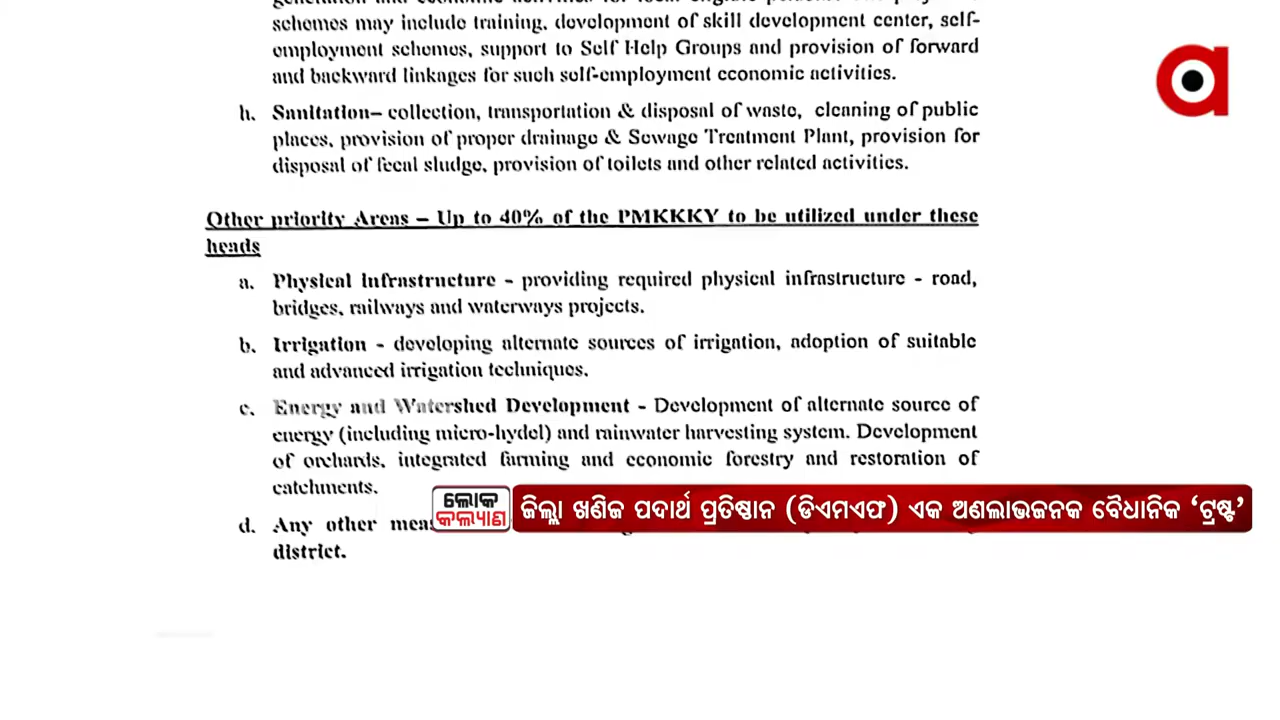 schemes may include training, development of skill development center, self-
employment schemes, support to Self Help Groups and provision of forward
and backward linkages for such self-employment economic activities.
h. Sanitation– collection, transportation & disposal of waste, cleaning of public
places, provision of proper drainage & Sewage Treatment Plant, provision for
disposal of fecal sludge, provision of toilets and other related activities.
Other priority Areas – Up to 40% of the PMKKKY to be utilized under these
heads
a. Physical infrastructure - providing required physical infrastructure - road,
bridges, railways and waterways projects.
b. Irrigation - developing alternate sources of irrigation, adoption of suitable
and advanced irrigation techniques.
c. Energy and Watershed Development - Development of alternate source of
energy (including micro-hydel) and rainwater harvesting system. Development
of orchards, integrated farming and economic forestry and restoration of
catchments.
d. Any other
district.
ଲୋକ
କଲ୍ୟାଣ
ଜିଲ୍ଲା ଖଣିଜ ପଦାର୍ଥ ପ୍ରତିଷ୍ଠାନ (ଡିଏମଏଫ) ଏକ ଅଣଲାଭଜନକ ବୈଧାନିକ ‘ଟ୍ରଷ୍ଟ’